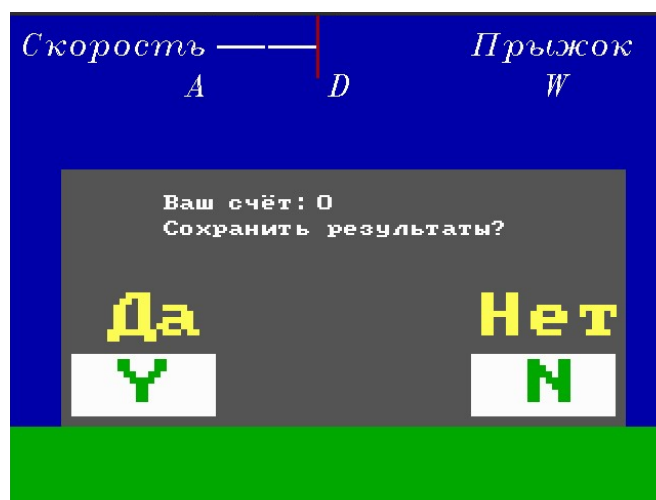 Скорость Прыжок
A D W
Ваш счёт: 0
Сохранить результаты?
Да Нет
Y N